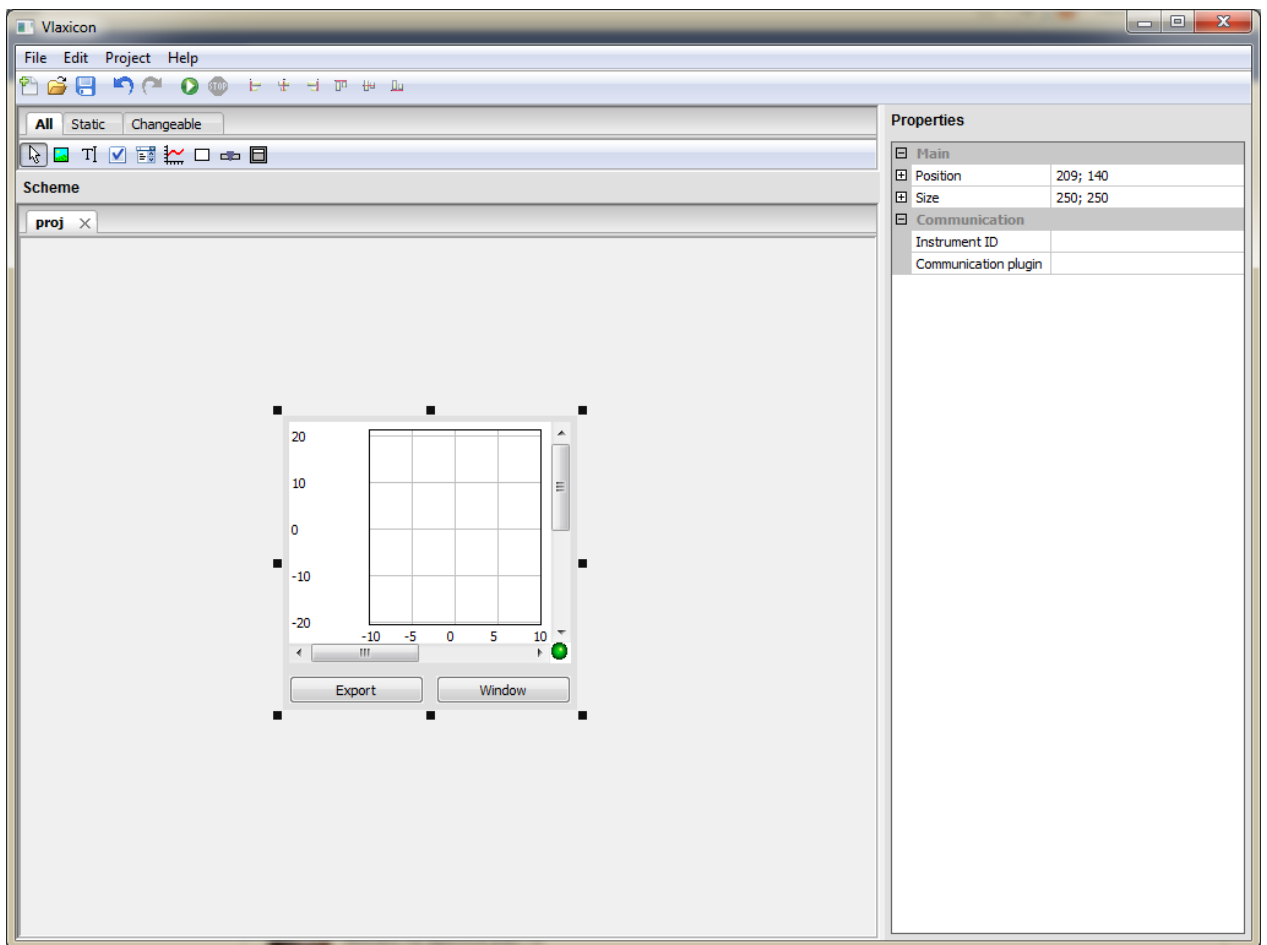 Vlaxicon
File Edit Project Help
STOP
All Static Changeable
Scheme
proj
20
10
0
-10
-20
-10 -5 0 5 10
Export Window
Properties
Main
Position 209; 140
Size 250; 250
Communication
Instrument ID
Communication plugin